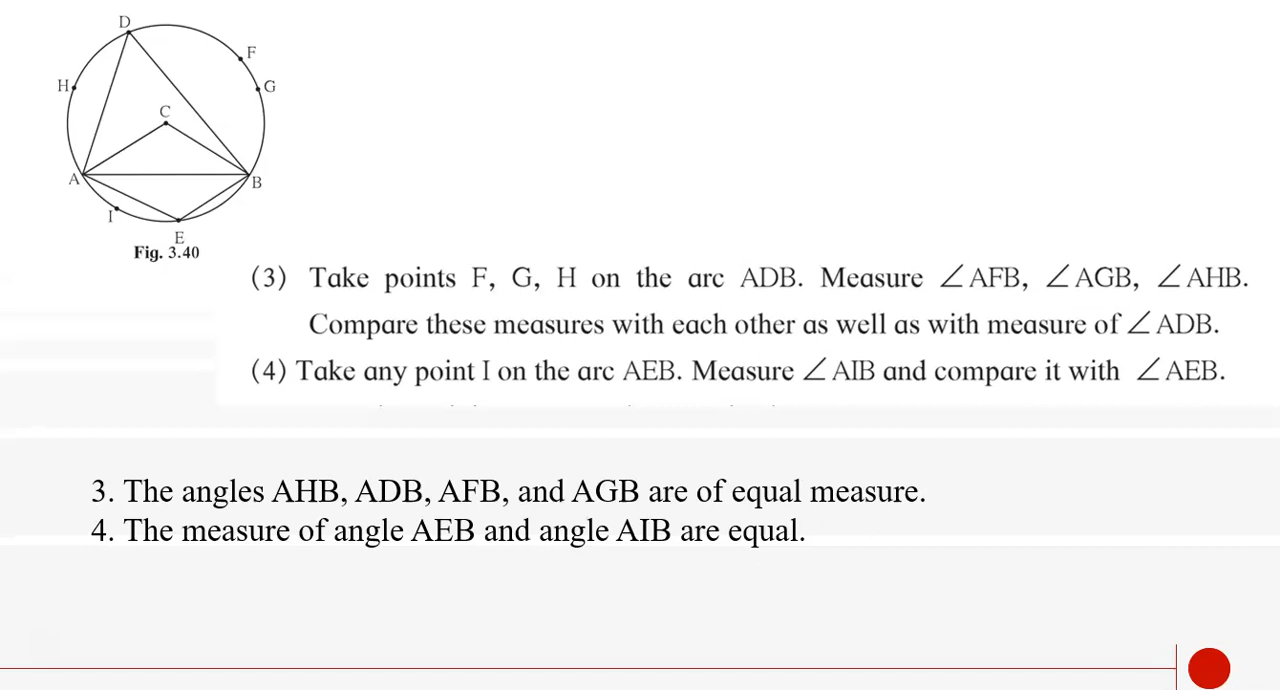 D
F
H
G
C
A
B
I
E
Fig. 3.40
(3) Take points F, G, H on the arc ADB. Measure ∠AFB, ∠AGB, ∠AHB.
Compare these measures with each other as well as with measure of ∠ADB.
(4) Take any point I on the arc AEB. Measure ∠AIB and compare it with ∠AEB.
3. The angles AHB, ADB, AFB, and AGB are of equal measure.
4. The measure of angle AEB and angle AIB are equal.